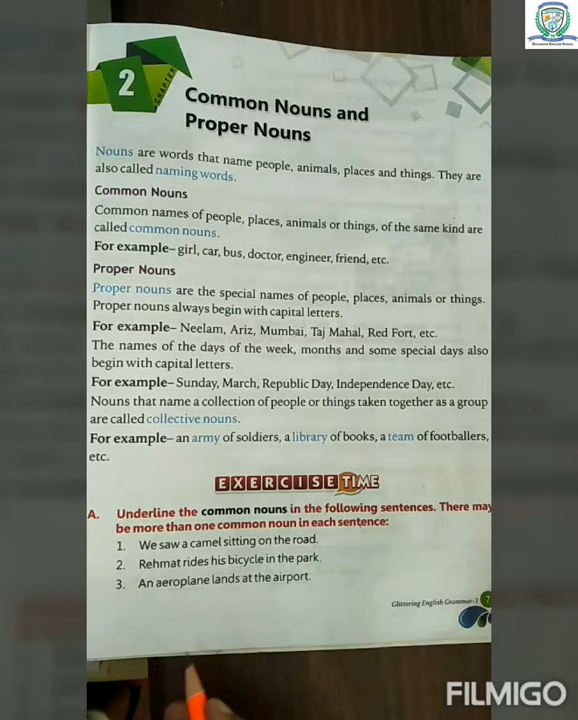 2
CHAPTER
Common Nouns and
Proper Nouns
Nouns are words that name people, animals, places and things. They are
also called naming words.
Common Nouns
Common names of people, places, animals or things, of the same kind are
called common nouns.
For example– girl, car, bus, doctor, engineer, friend, etc.
Proper Nouns
Proper nouns are the special names of people, places, animals or things.
Proper nouns always begin with capital letters.
For example– Neelam, Ariz, Mumbai, Taj Mahal, Red Fort, etc.
The names of the days of the week, months and some special days also
begin with capital letters.
For example– Sunday, March, Republic Day, Independence Day, etc.
Nouns that name a collection of people or things taken together as a group
are called collective nouns.
For example– an army of soldiers, a library of books, a team of footballers,
etc.
EXERCISE TIME
A. Underline the common nouns in the following sentences. There may
be more than one common noun in each sentence:
1. We saw a camel sitting on the road.
2. Rehmat rides his bicycle in the park.
3. An aeroplane lands at the airport.
Glittering English Grammar-3 7
FILMIGO